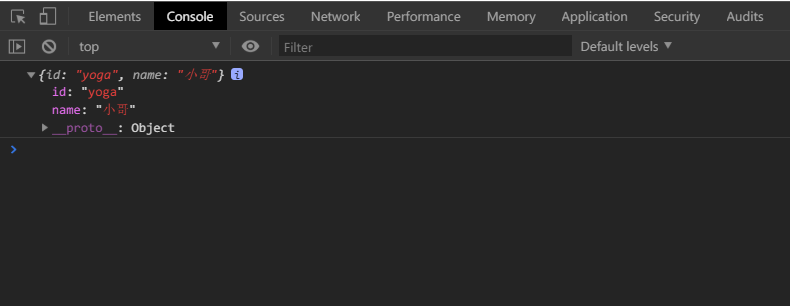 Elements Console Sources Network Performance Memory Application Security Audits
top Filter Default levels
{id: "yoga", name: "小哥"} i
id: "yoga"
name: "小哥"
__proto__: Object